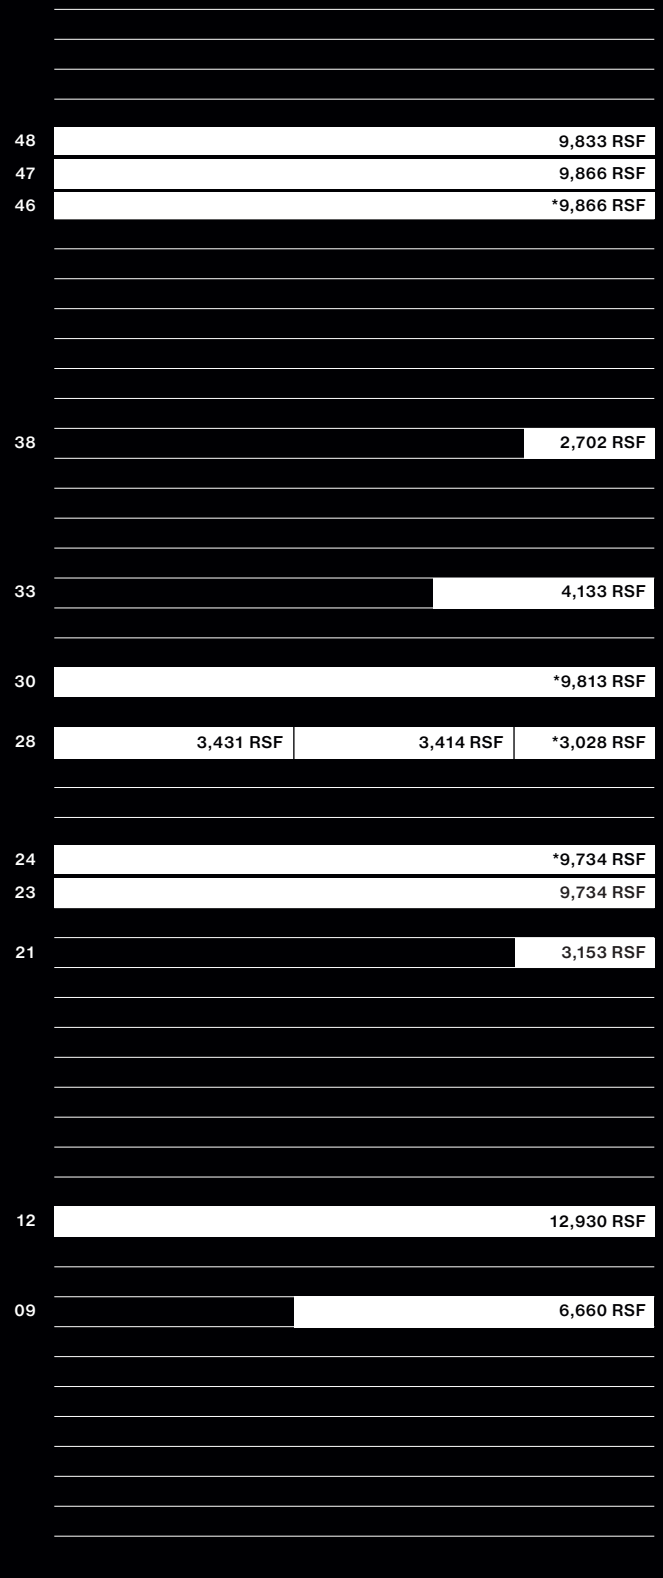 48 9,833 RSF
47 9,866 RSF
46 *9,866 RSF
38 2,702 RSF
33 4,133 RSF
30 *9,813 RSF
28 3,431 RSF 3,414 RSF *3,028 RSF
24 *9,734 RSF
23 9,734 RSF
21 3,153 RSF
12 12,930 RSF
09 6,660 RSF